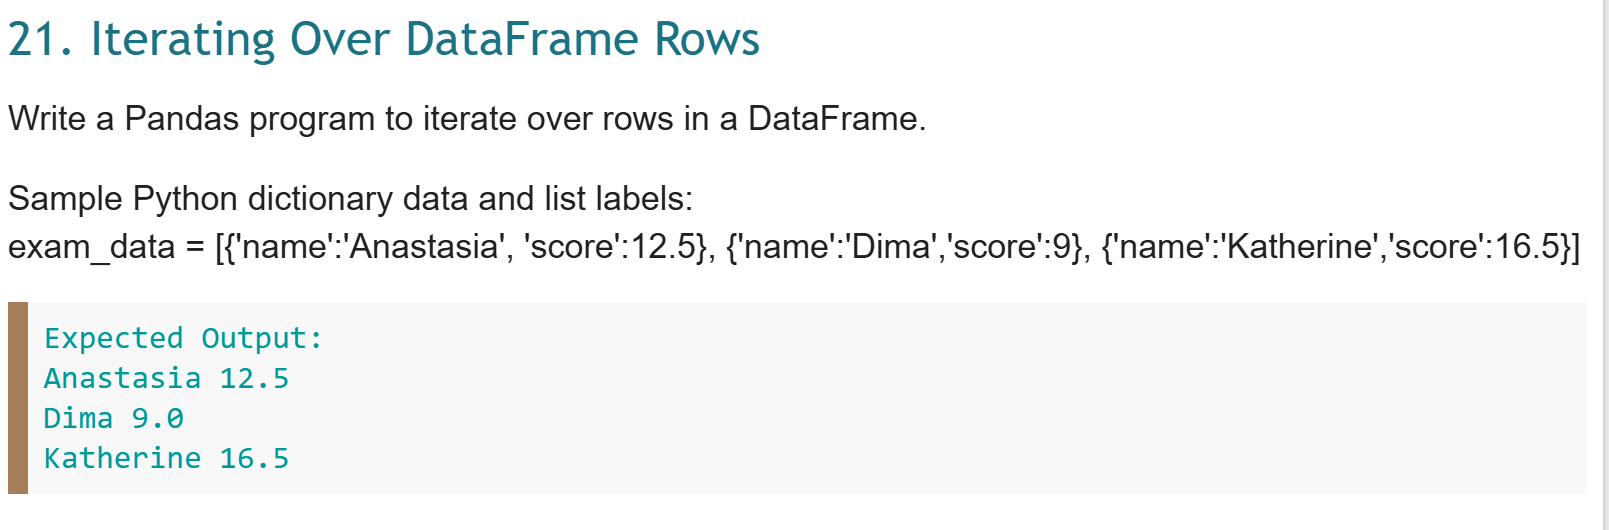 21. Iterating Over DataFrame Rows
Write a Pandas program to iterate over rows in a DataFrame.
Sample Python dictionary data and list labels:
exam_data = [{'name':'Anastasia', 'score':12.5}, {'name':'Dima','score':9}, {'name':'Katherine','score':16.5}]
Expected Output:
Anastasia 12.5
Dima 9.0
Katherine 16.5